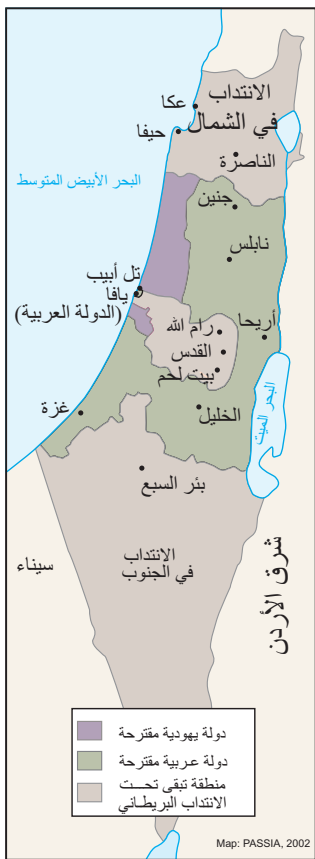 الانتداب
في الشمال
عكا
حيفا
الناصرة
البحر الأبيض المتوسط
جنين
نابلس
تل أبيب
يافا
(الدولة العربية)
أريحا
رام الله
القدس
بيت لحم
غزة
الخليل
البحر الميت
بئر السبع
الانتداب
في الجنوب
سيناء
شرق الأردن
دولة يهودية مقترحة
دولة عربية مقترحة
منطقة تبقى تحت
الانتداب البريطاني
Map: PASSIA, 2002